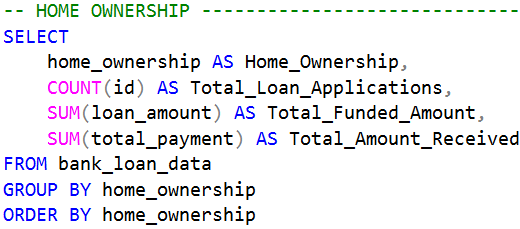 -- HOME OWNERSHIP -----------------------------
SELECT
    home_ownership AS Home_Ownership,
    COUNT(id) AS Total_Loan_Applications,
    SUM(loan_amount) AS Total_Funded_Amount,
    SUM(total_payment) AS Total_Amount_Received
FROM bank_loan_data
GROUP BY home_ownership
ORDER BY home_ownership